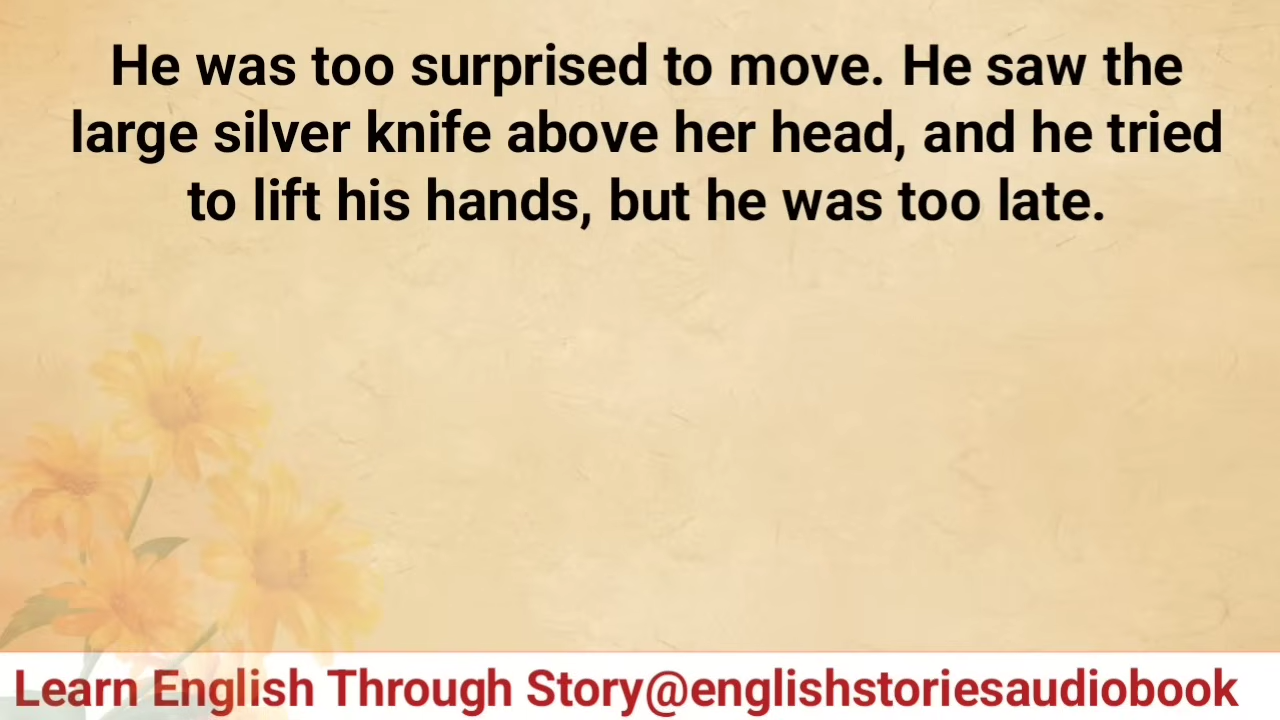 He was too surprised to move. He saw the
large silver knife above her head, and he tried
to lift his hands, but he was too late.
Learn English Through Story@englishstoriesaudiobook